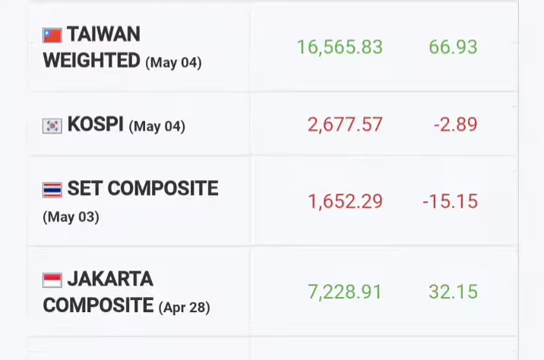 TAIWAN
WEIGHTED (May 04) 16,565.83 66.93
KOSPI (May 04) 2,677.57 -2.89
SET COMPOSITE
(May 03) 1,652.29 -15.15
JAKARTA
COMPOSITE (Apr 28) 7,228.91 32.15